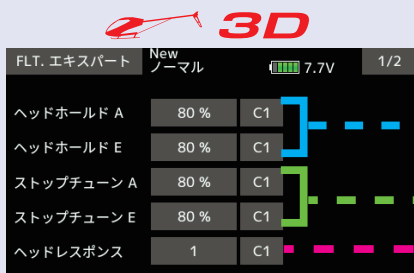 3D
FLT. エキスパート
New
ノーマル
7.7V
1/2
ヘッドホールド A 80 % C1
ヘッドホールド E 80 % C1
ストップチューン A 80 % C1
ストップチューン E 80 % C1
ヘッドレスポンス 1 C1